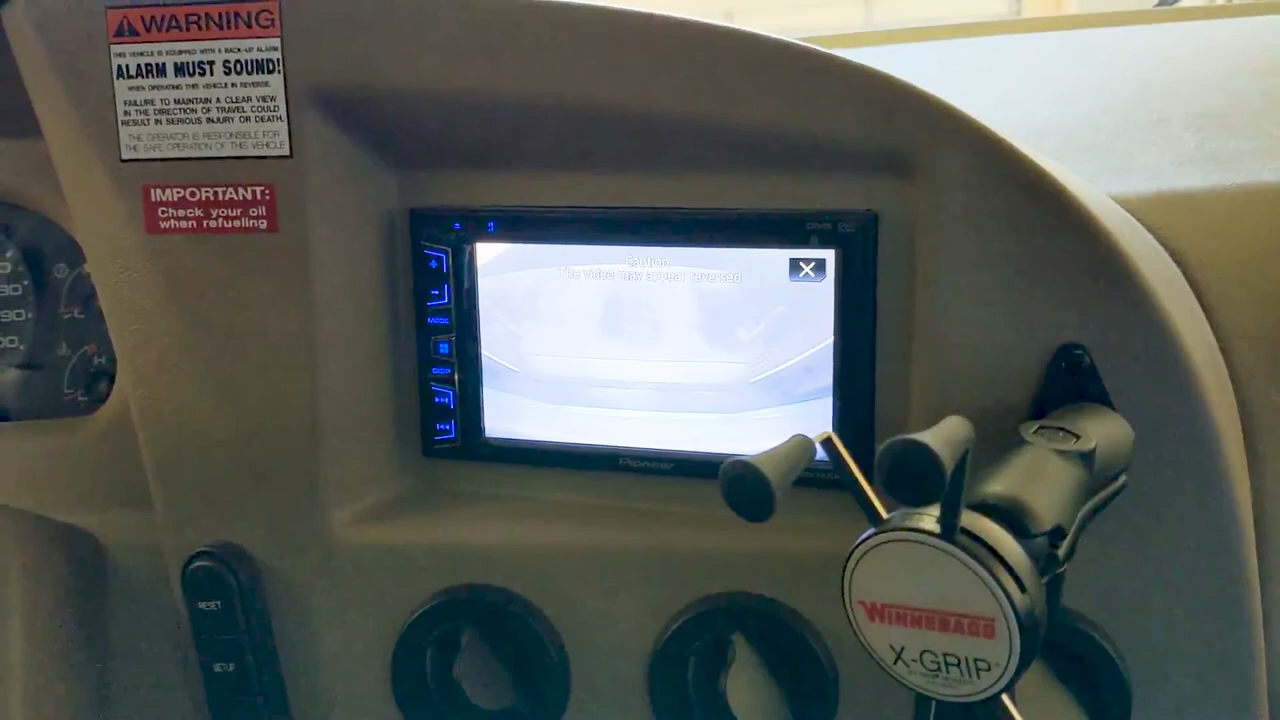 WARNING
THIS VEHICLE IS EQUIPPED WITH A BACK-UP ALARM
ALARM MUST SOUND!
WHEN OPERATING THIS VEHICLE IN REVERSE.
FAILURE TO MAINTAIN A CLEAR VIEW
IN THE DIRECTION OF TRAVEL COULD
RESULT IN SERIOUS INJURY OR DEATH.
THE OPERATOR IS RESPONSIBLE FOR
THE SAFE OPERATION OF THIS VEHICLE
IMPORTANT:
Check your oil
when refueling
Caution
The video may appear reversed
MODE
DISP
Pioneer
H
RESET
SETUP
WINNEBAGO
X-GRIP